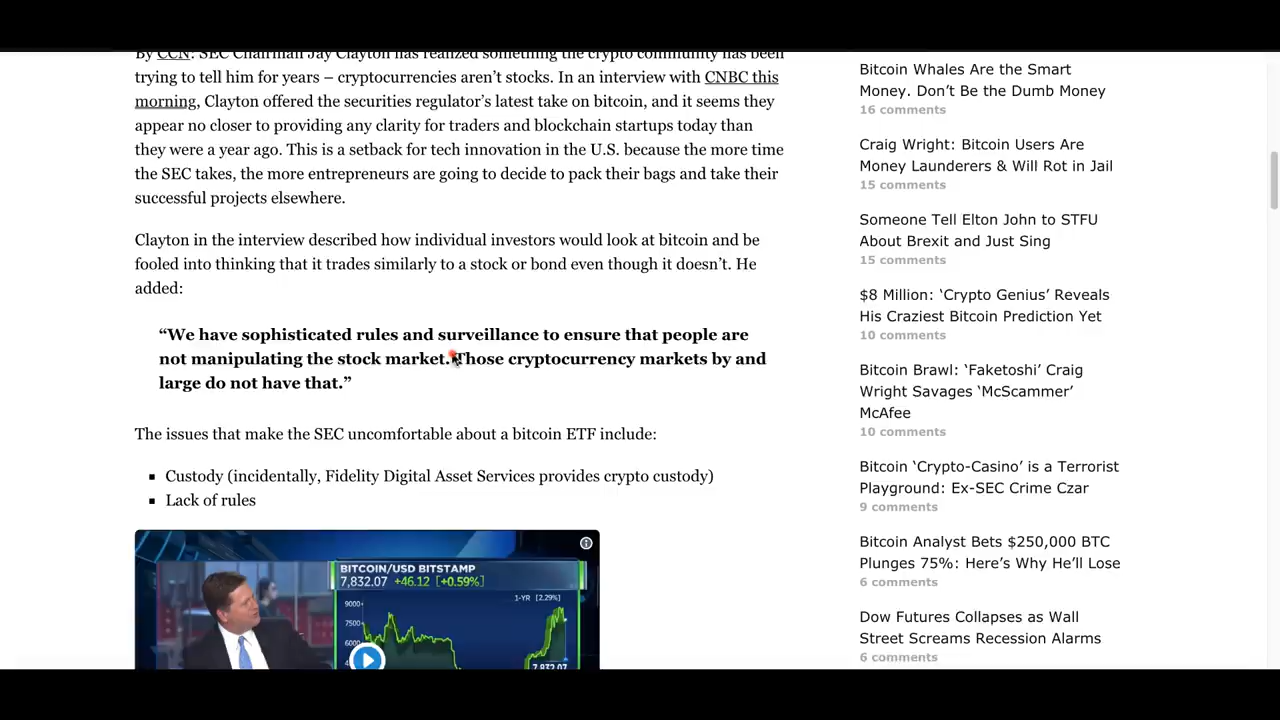 By CCN: SEC Chairman Jay Clayton has realized something the crypto community has been
trying to tell him for years – cryptocurrencies aren’t stocks. In an interview with CNBC this
morning, Clayton offered the securities regulator’s latest take on bitcoin, and it seems they
appear no closer to providing any clarity for traders and blockchain startups today than
they were a year ago. This is a setback for tech innovation in the U.S. because the more time
the SEC takes, the more entrepreneurs are going to decide to pack their bags and take their
successful projects elsewhere.
Clayton in the interview described how individual investors would look at bitcoin and be
fooled into thinking that it trades similarly to a stock or bond even though it doesn’t. He
added:
“We have sophisticated rules and surveillance to ensure that people are
not manipulating the stock market. Those cryptocurrency markets by and
large do not have that.”
The issues that make the SEC uncomfortable about a bitcoin ETF include:
Custody (incidentally, Fidelity Digital Asset Services provides crypto custody)
Lack of rules
BITCOIN/USD BITSTAMP
7,832.07 +46.12 [+0.59%]
1-YR [2.29%]
9000
7500
6000
7,832.07
Bitcoin Whales Are the Smart
Money. Don’t Be the Dumb Money
16 comments
Craig Wright: Bitcoin Users Are
Money Launderers & Will Rot in Jail
15 comments
Someone Tell Elton John to STFU
About Brexit and Just Sing
15 comments
$8 Million: ‘Crypto Genius’ Reveals
His Craziest Bitcoin Prediction Yet
10 comments
Bitcoin Brawl: ‘Faketoshi’ Craig
Wright Savages ‘McScammer’
McAfee
10 comments
Bitcoin ‘Crypto-Casino’ is a Terrorist
Playground: Ex-SEC Crime Czar
9 comments
Bitcoin Analyst Bets $250,000 BTC
Plunges 75%: Here’s Why He’ll Lose
6 comments
Dow Futures Collapses as Wall
Street Screams Recession Alarms
6 comments